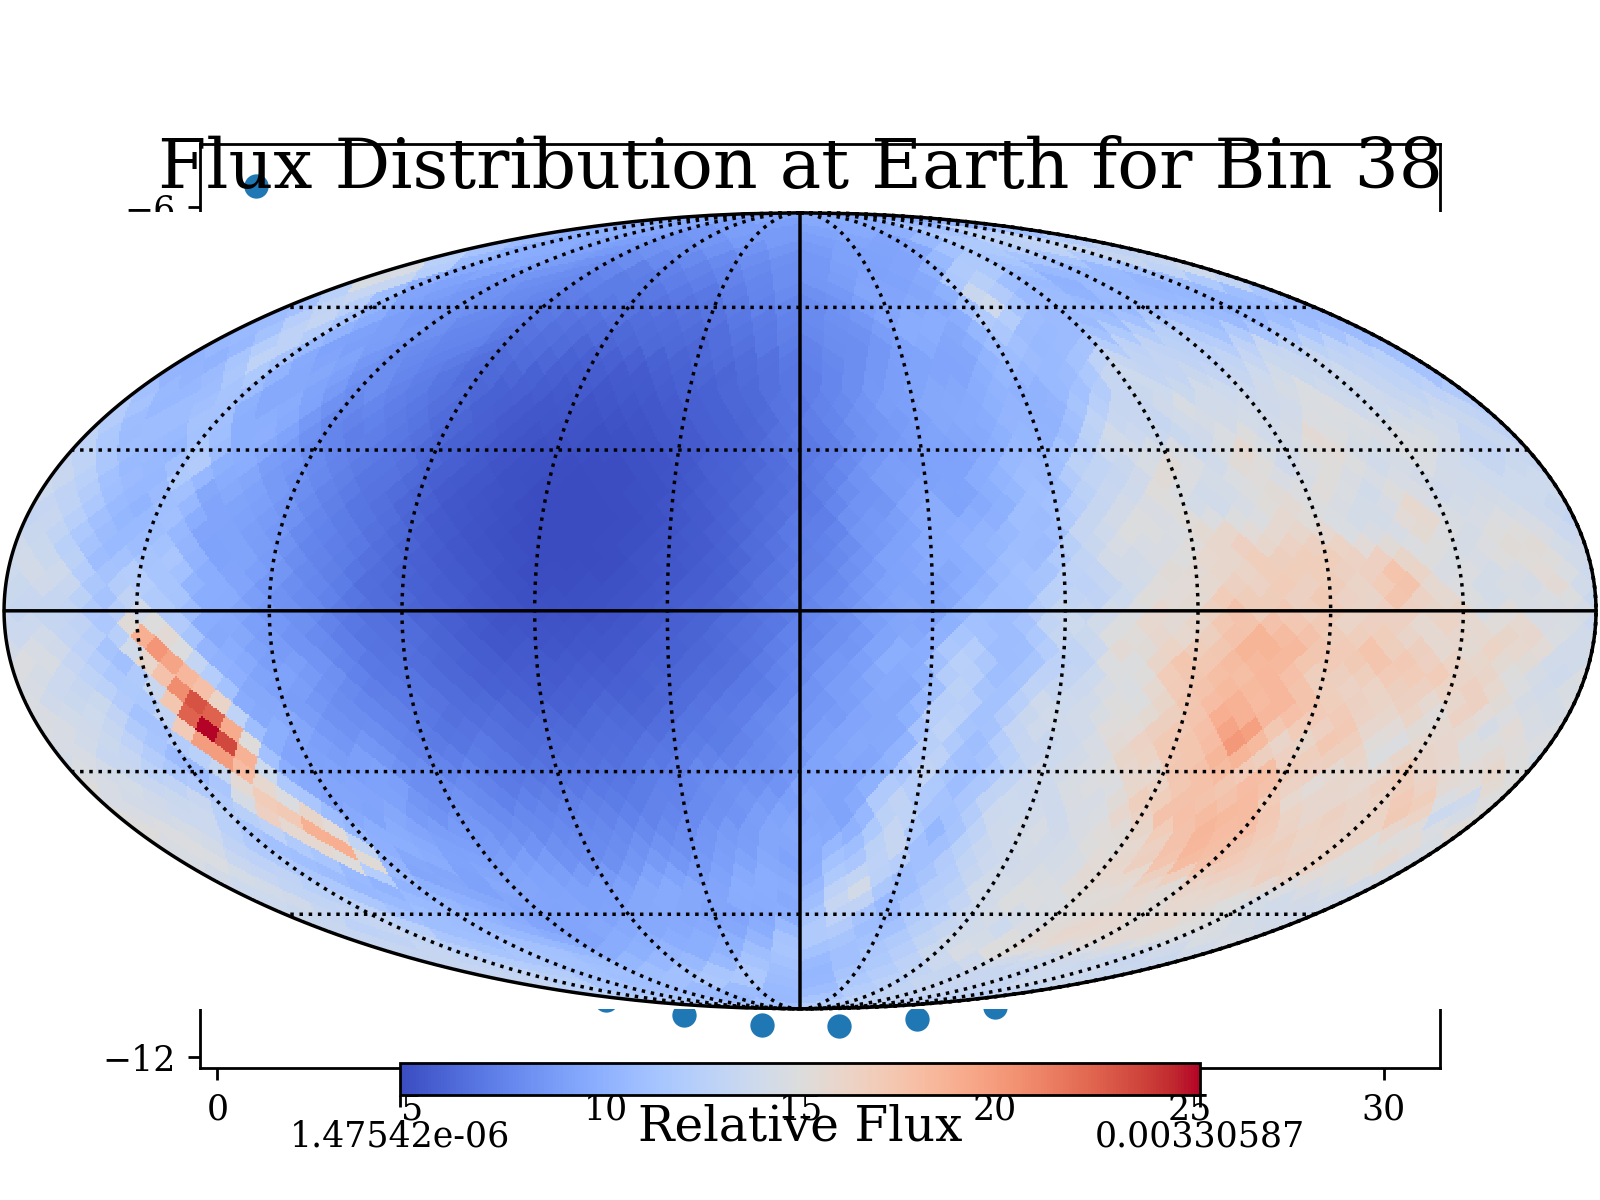 Flux Distribution at Earth for Bin 38
−6
−12
0 5 10 15 20 25 30
Relative Flux
1.47542e-06 0.00330587